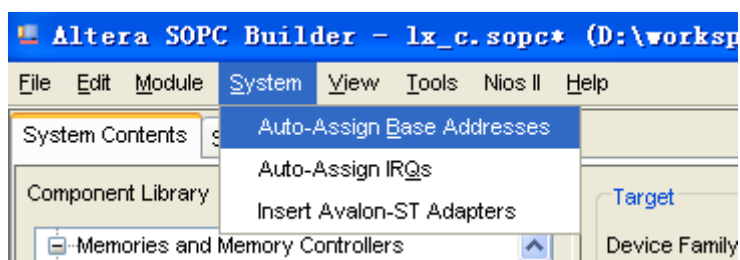 Altera SOPC Builder - lx_c.sopc* (D:\worksp
File Edit Module System View Tools Nios II Help
System Contents
Auto-Assign Base Addresses
Auto-Assign IRQs
Component Library
Target
Insert Avalon-ST Adapters
Memories and Memory Controllers
Device Family